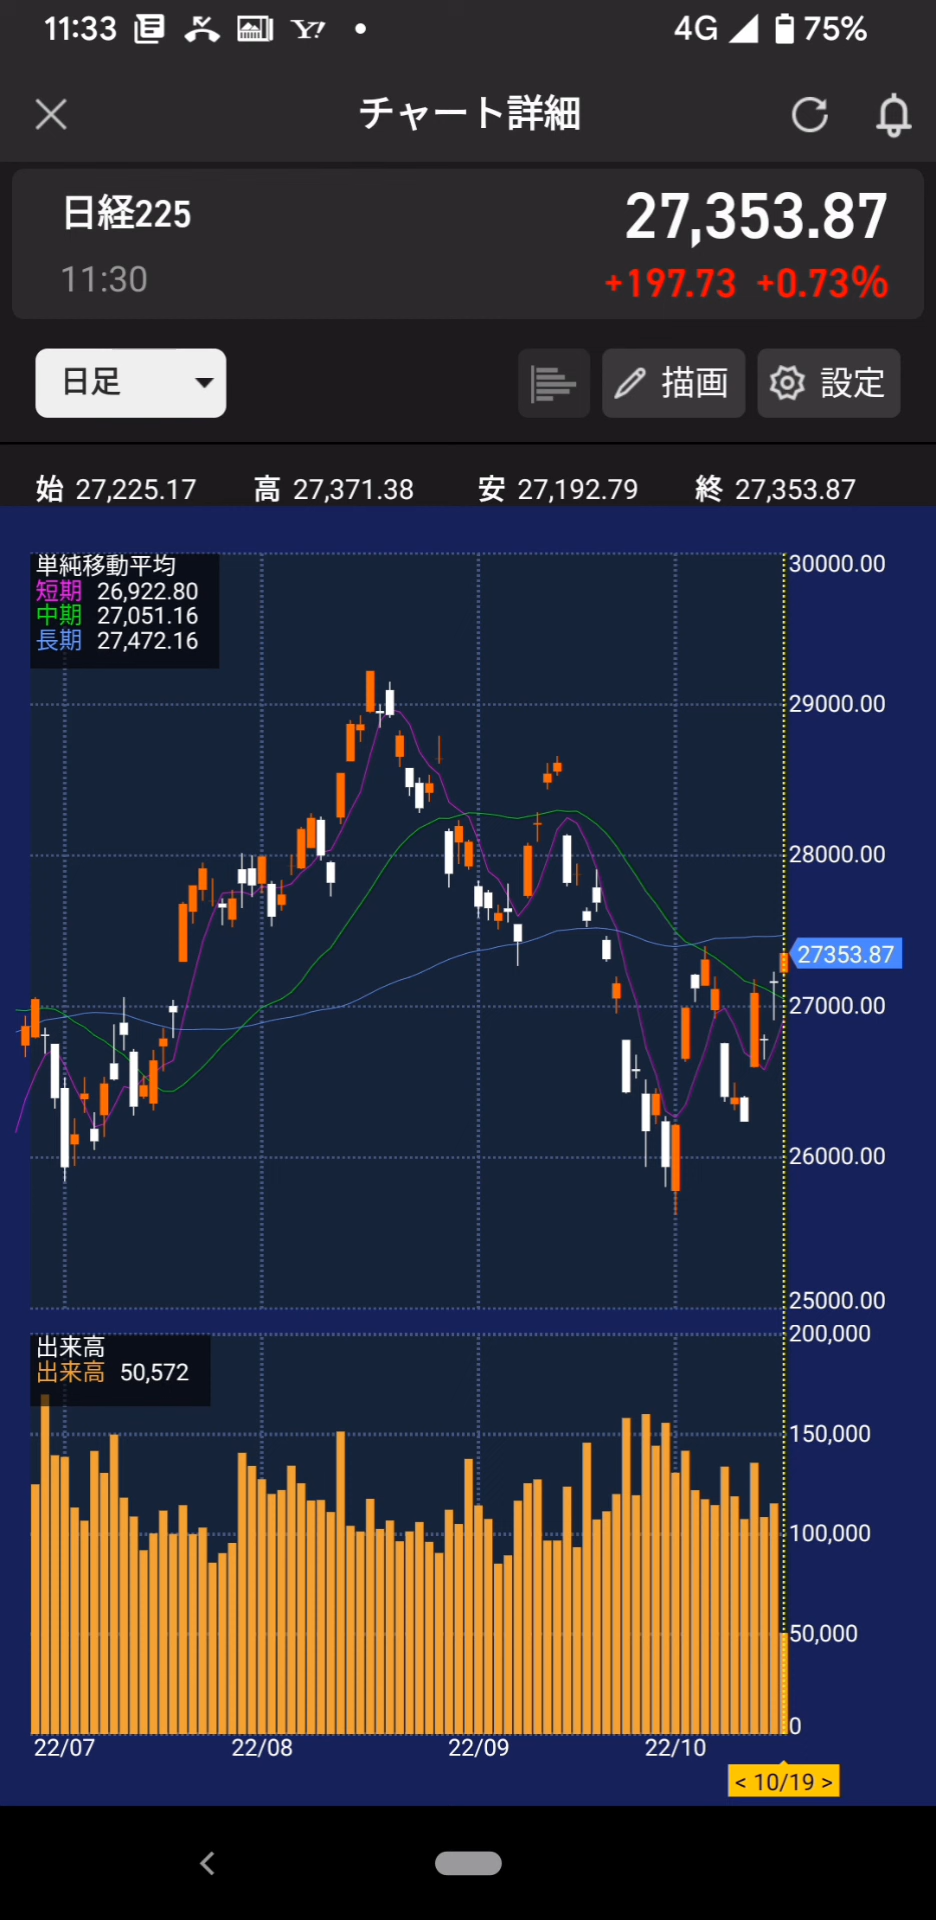 11:33 Y! 4G 75%
チャート詳細
日経225 27,353.87
11:30 +197.73 +0.73%
日足 描画 設定
始 27,225.17 高 27,371.38 安 27,192.79 終 27,353.87
単純移動平均
短期 26,922.80
中期 27,051.16
長期 27,472.16
30000.00
29000.00
28000.00
27353.87
27000.00
26000.00
25000.00
出来高
出来高 50,572
200,000
150,000
100,000
50,000
0
22/07 22/08 22/09 22/10
< 10/19 >